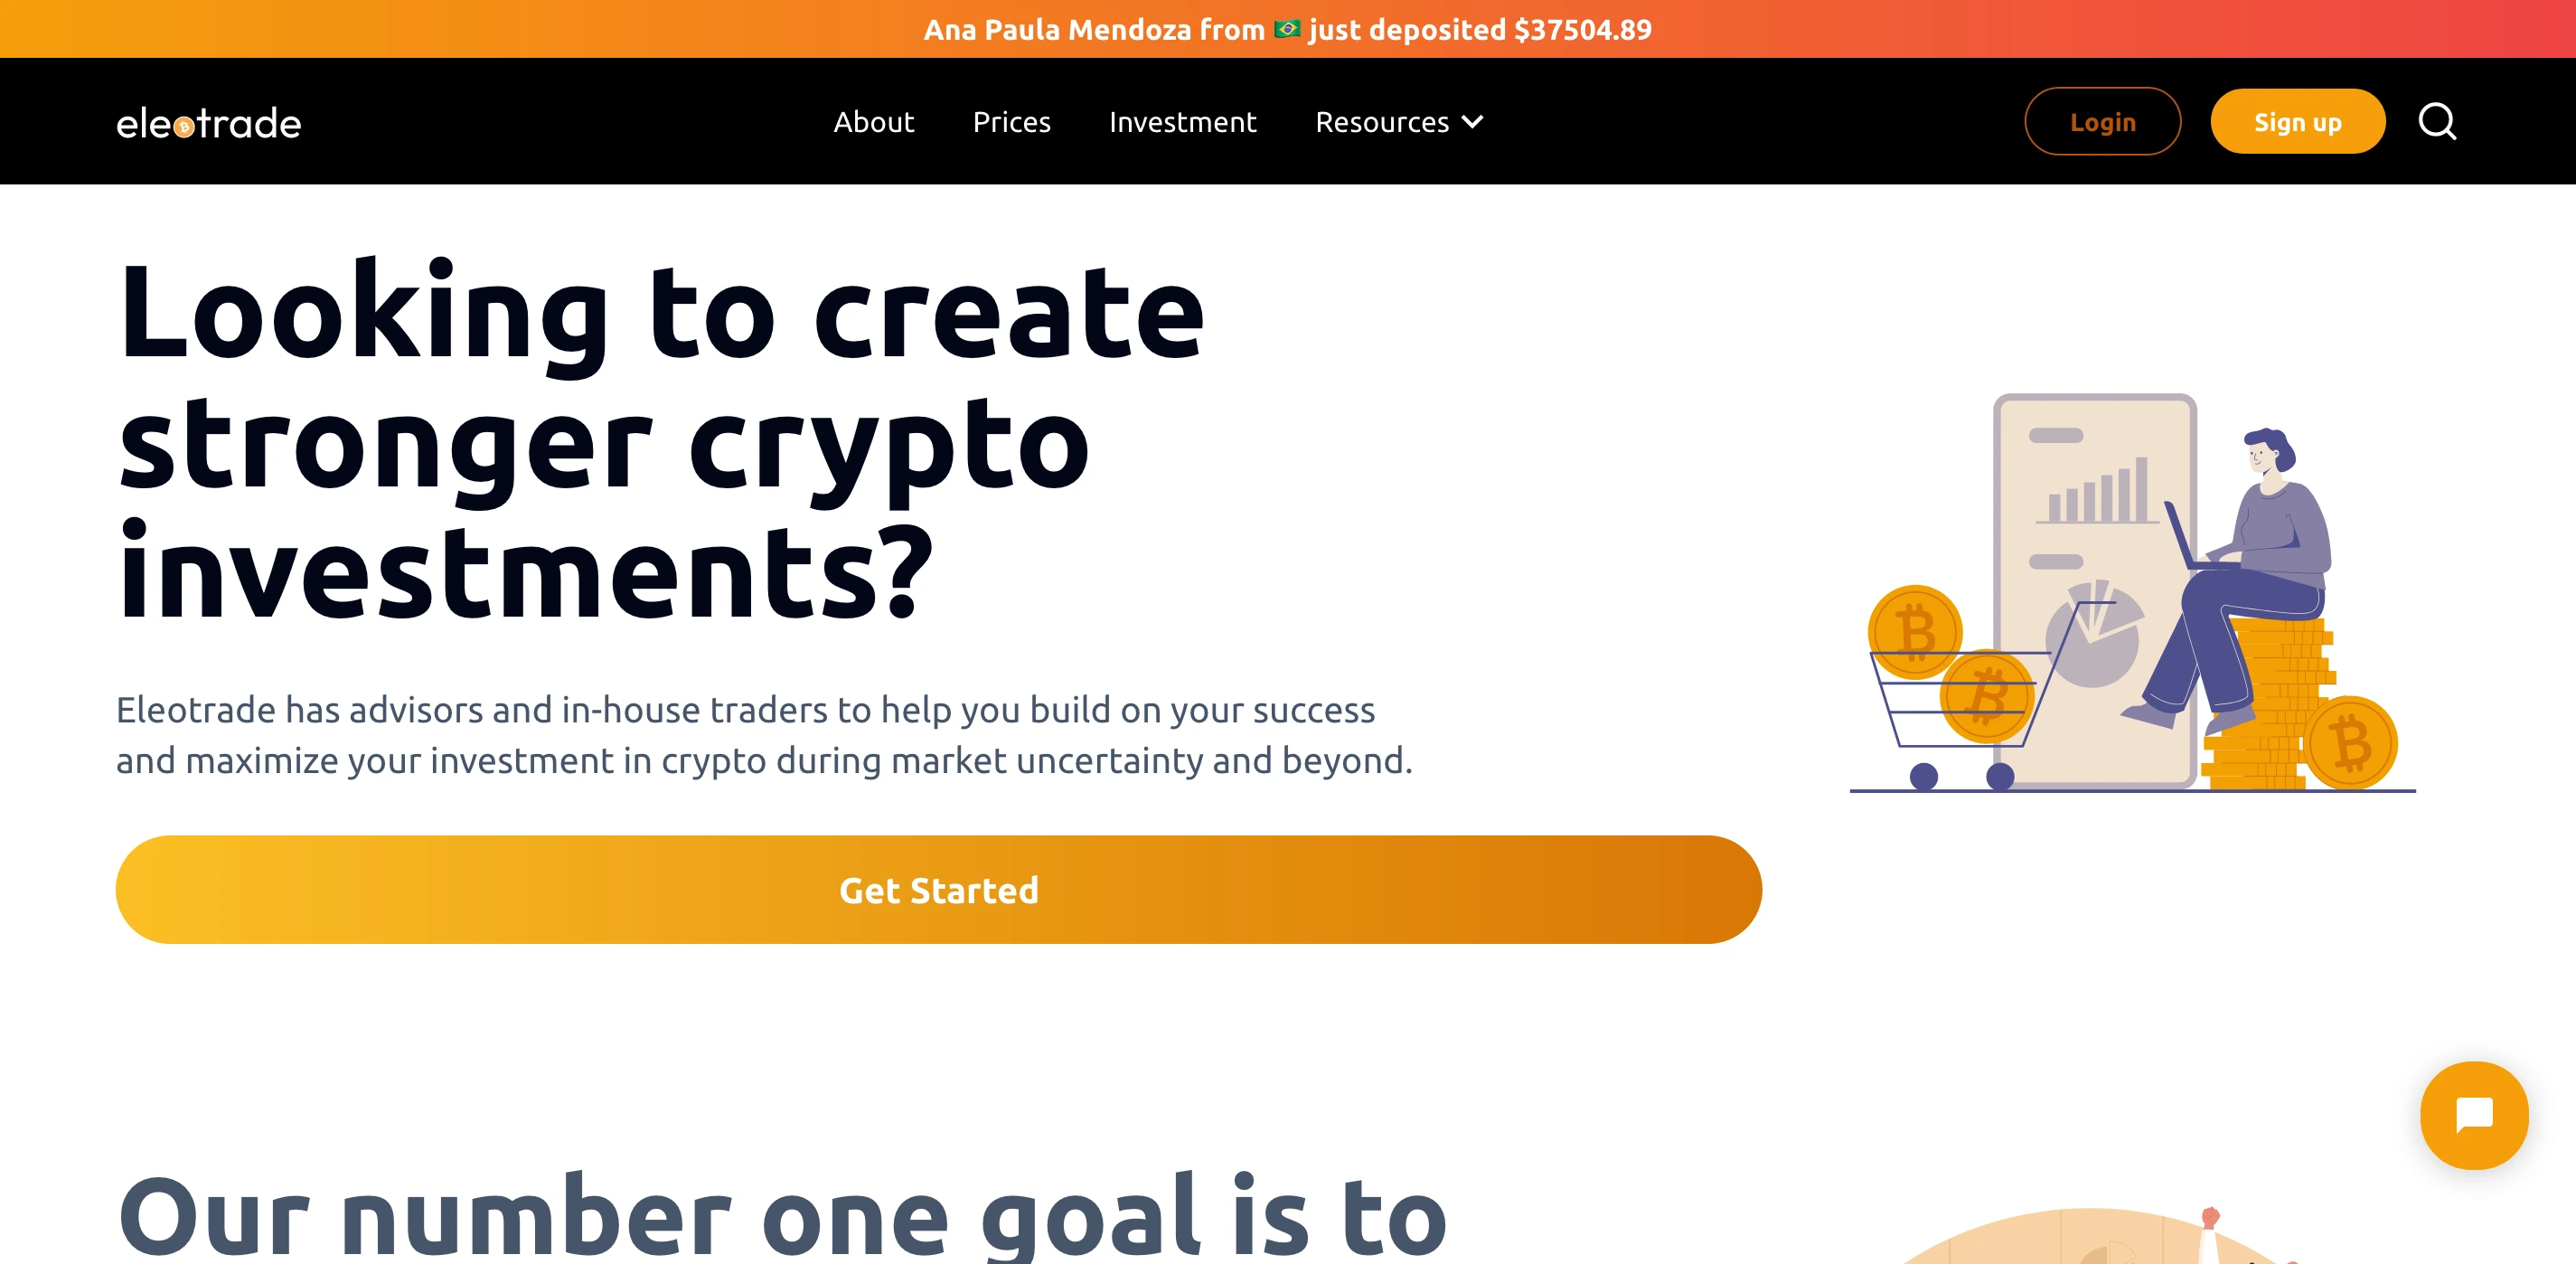 Ana Paula Mendoza from 🇧🇷 just deposited $37504.89
eleotrade
About
Prices
Investment
Resources
Login
Sign up
Looking to create
stronger crypto
investments?
Eleotrade has advisors and in-house traders to help you build on your success
and maximize your investment in crypto during market uncertainty and beyond.
Get Started
Our number one goal is to